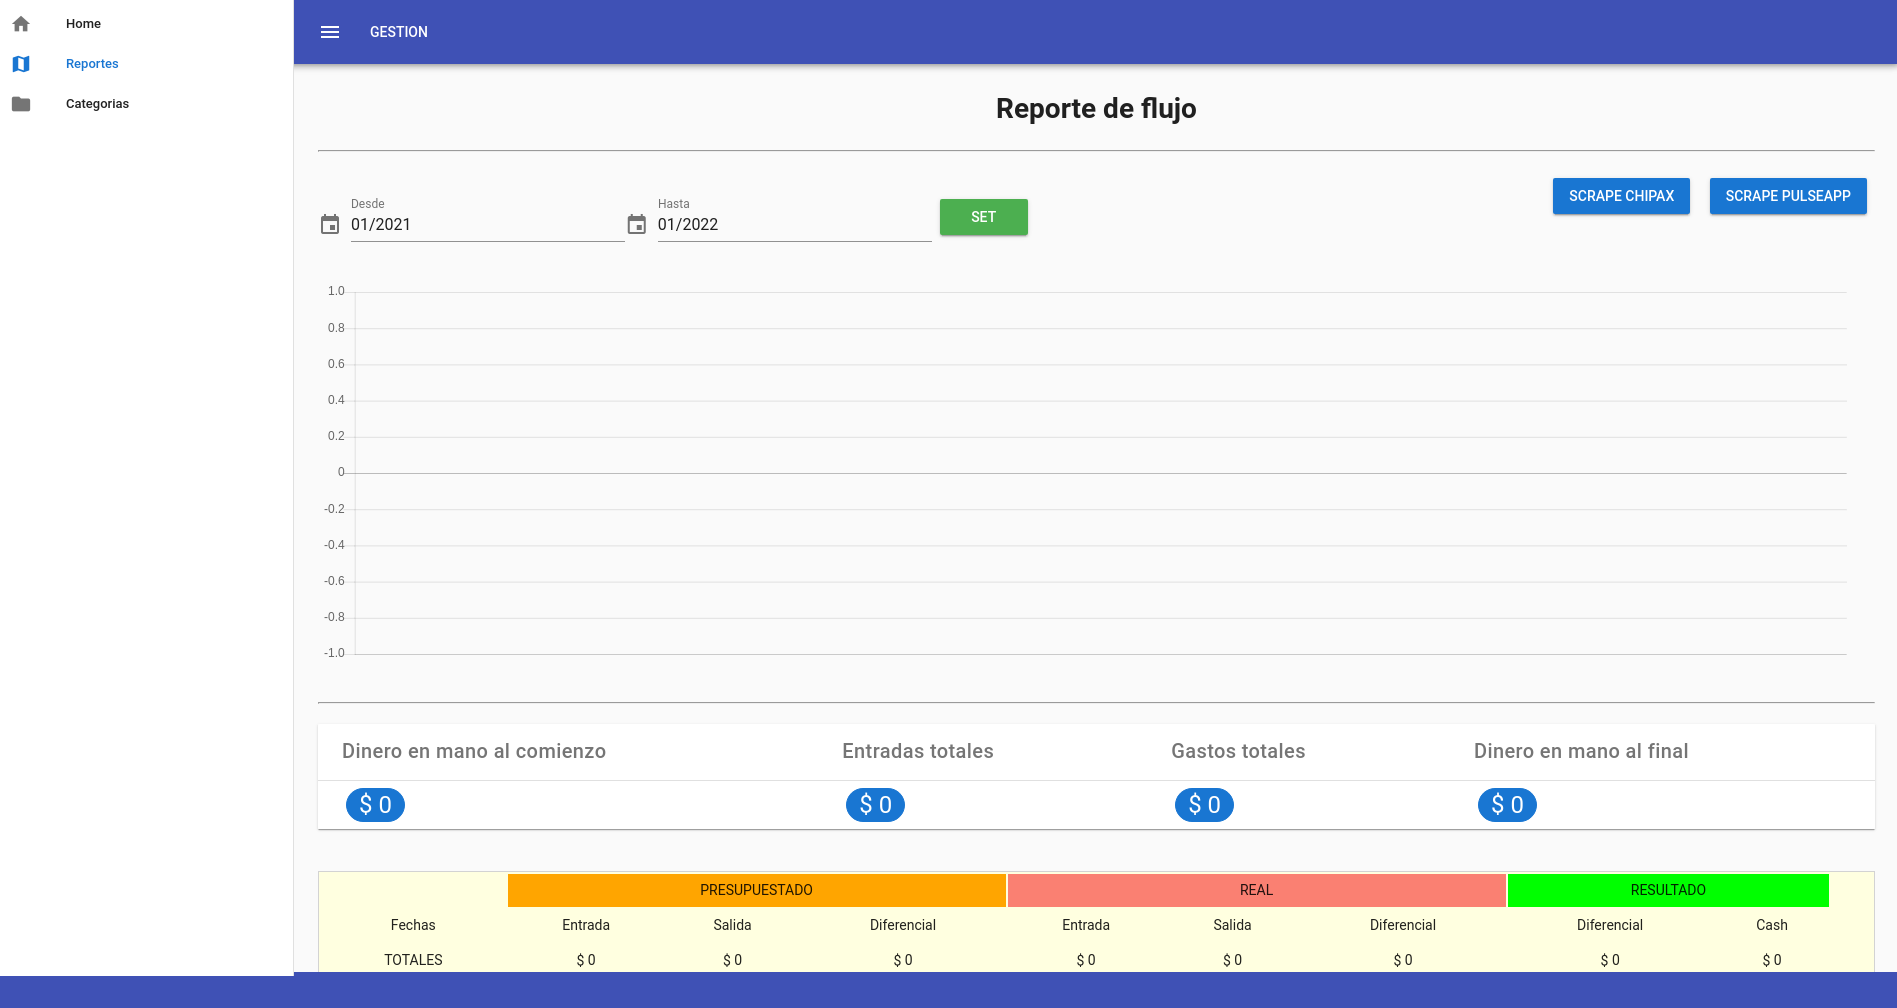 Home
Reportes
Categorias
GESTION
Reporte de flujo
SCRAPE CHIPAX SCRAPE PULSEAPP
Desde Hasta
01/2021 01/2022 SET
1.0
0.8
0.6
0.4
0.2
0
-0.2
-0.4
-0.6
-0.8
-1.0
Dinero en mano al comienzo Entradas totales Gastos totales Dinero en mano al final
$ 0 $ 0 $ 0 $ 0
PRESUPUESTADO REAL RESULTADO
Fechas Entrada Salida Diferencial Entrada Salida Diferencial Diferencial Cash
TOTALES $ 0 $ 0 $ 0 $ 0 $ 0 $ 0 $ 0 $ 0